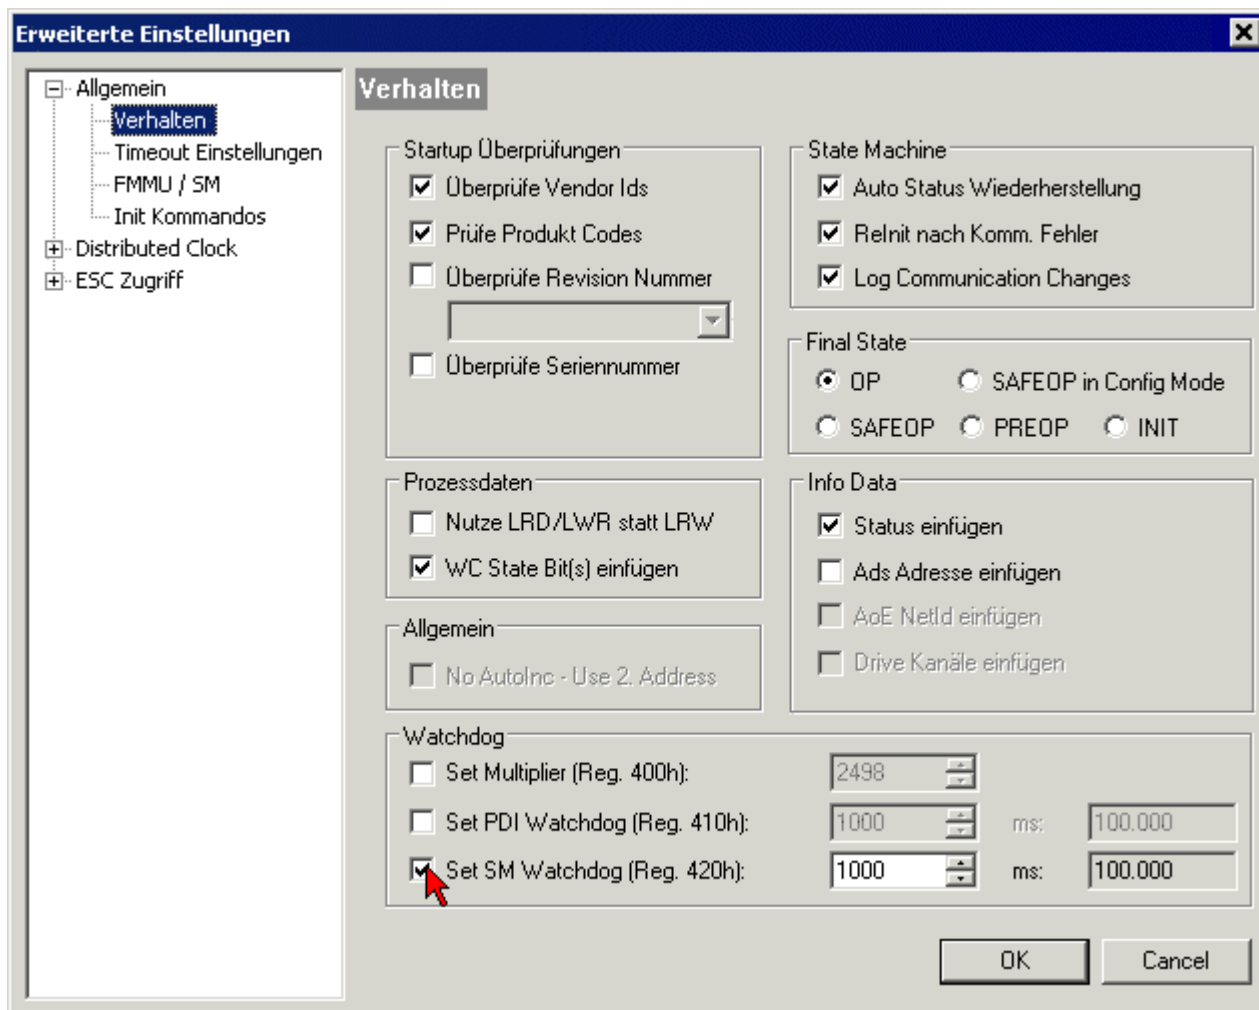 Erweiterte Einstellungen
Allgemein
Verhalten
Timeout Einstellungen
FMMU / SM
Init Kommandos
Distributed Clock
ESC Zugriff
Verhalten
Startup Überprüfungen
Überprüfe Vendor Ids
Prüfe Produkt Codes
Überprüfe Revision Nummer
Überprüfe Seriennummer
State Machine
Auto Status Wiederherstellung
ReInit nach Komm. Fehler
Log Communication Changes
Final State
OP SAFEOP in Config Mode
SAFEOP PREOP INIT
Prozessdaten
Nutze LRD/LWR statt LRW
WC State Bit(s) einfügen
Info Data
Status einfügen
Ads Adresse einfügen
AoE NetId einfügen
Drive Kanäle einfügen
Allgemein
No AutoInc - Use 2. Address
Watchdog
Set Multiplier (Reg. 400h): 2498
Set PDI Watchdog (Reg. 410h): 1000 ms: 100.000
Set SM Watchdog (Reg. 420h): 1000 ms: 100.000
OK Cancel